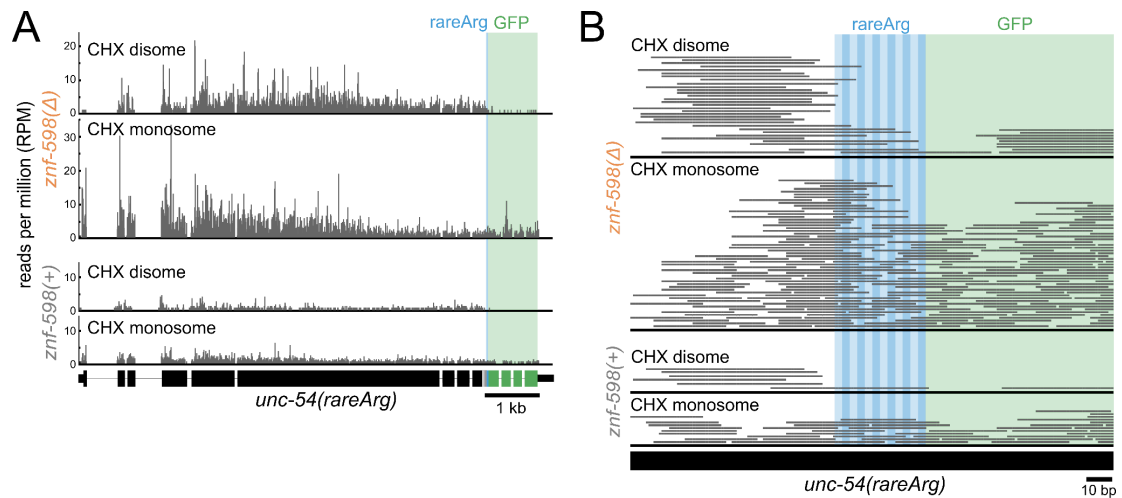 A
rareArg GFP
CHX disome
20
10
0
CHX monosome
30
20
10
0
CHX disome
10
0
CHX monosome
10
0
reads per million (RPM)
znf-598(Δ)
znf-598(+)
unc-54(rareArg)
1 kb
B
rareArg GFP
CHX disome
CHX monosome
znf-598(Δ)
CHX disome
CHX monosome
znf-598(+)
unc-54(rareArg)
10 bp